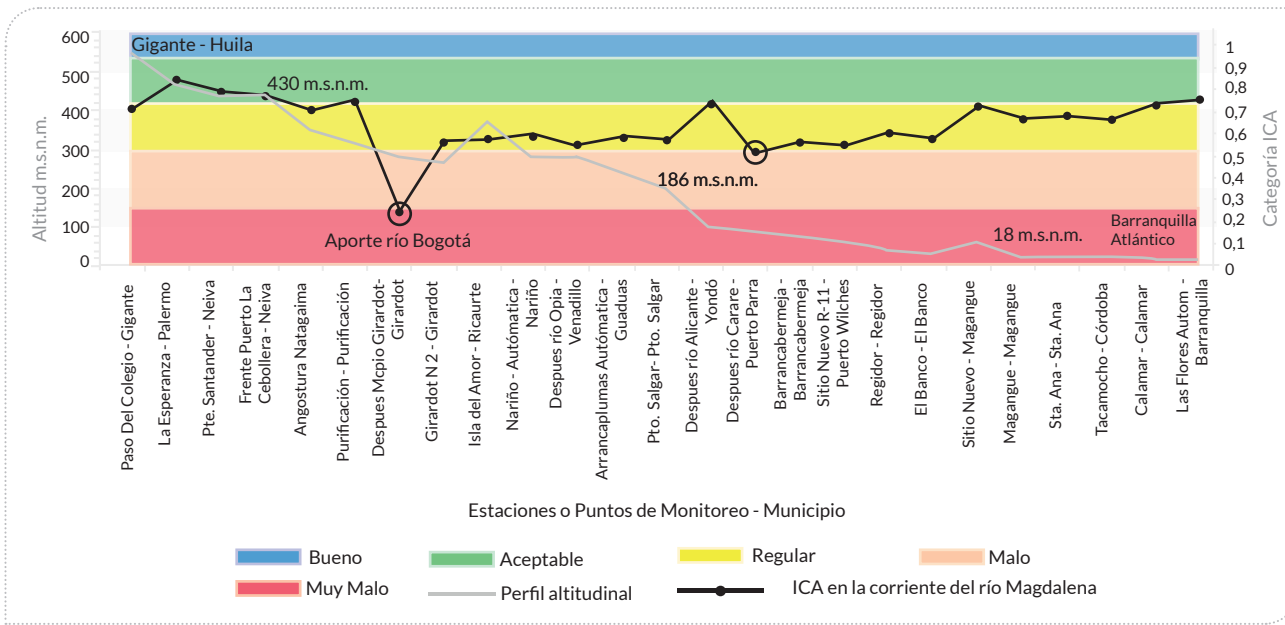 Altitud m.s.n.m.
600
500
400
300
200
100
0
Gigante - Huila
430 m.s.n.m.
Aporte río Bogotá
186 m.s.n.m.
18 m.s.n.m.
Barranquilla
Atlántico
1
0,9
0,8
0,7
0,6
0,5
0,4
0,3
0,2
0,1
0
Categoría ICA
Paso Del Colegio - Gigante
La Esperanza - Palermo
Pte. Santander - Neiva
Frente Puerto La
Cebollera - Neiva
Angostura Natagaima
Purificación - Purificación
Despues Mcpio Girardot-
Girardot
Girardot N 2 - Girardot
Isla del Amor - Ricaurte
Nariño - Autómática -
Nariño
Despues río Opia -
Venadillo
Arrancaplumas Autómática -
Guaduas
Pto. Salgar- Pto. Salgar
Despues río Alicante -
Yondó
Despues río Carare -
Puerto Parra
Barrancabermeja -
Barrancabermeja
Sitio Nuevo R-11 -
Puerto Wilches
Regidor - Regidor
El Banco - El Banco
Sitio Nuevo - Magangue
Magangue - Magangue
Sta. Ana - Sta. Ana
Tacamocho - Córdoba
Calamar - Calamar
Las Flores Autom -
Barranquilla
Estaciones o Puntos de Monitoreo - Municipio
Bueno
Aceptable
Regular
Malo
Muy Malo
Perfil altitudinal
ICA en la corriente del río Magdalena